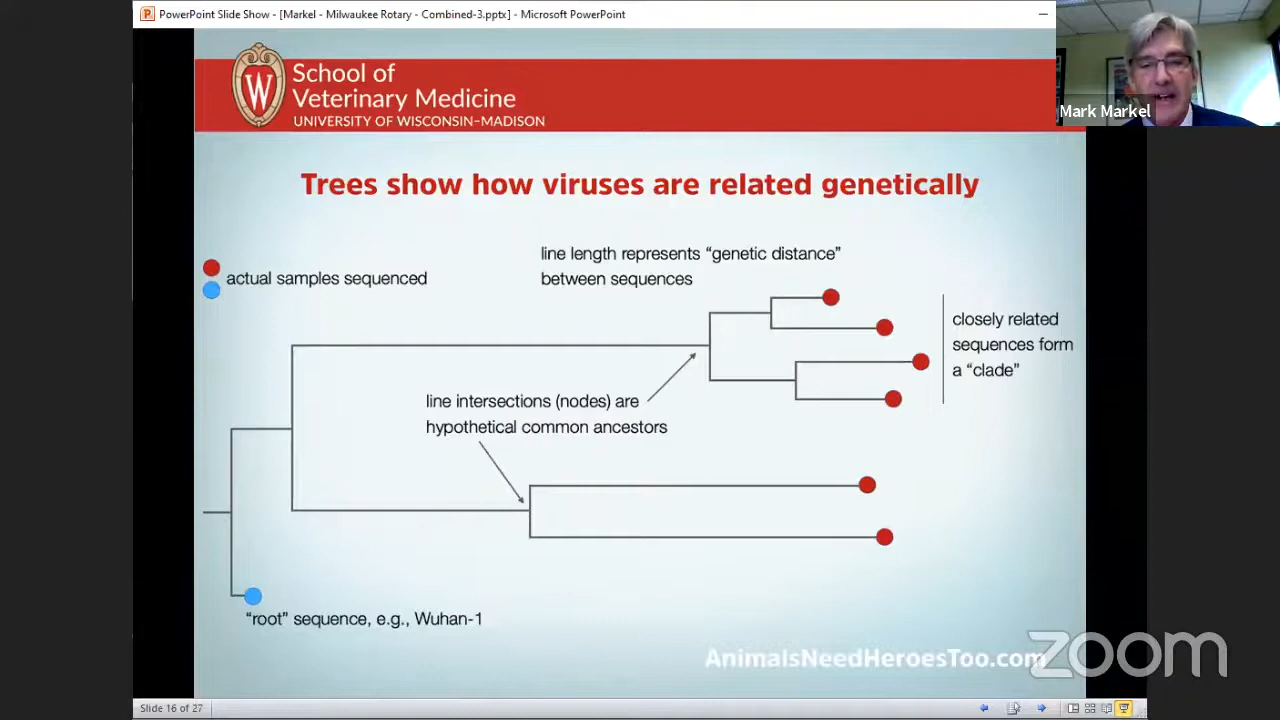 PowerPoint Slide Show - [Markel - Milwaukee Rotary - Combined-3.pptx] - Microsoft PowerPoint
W
School of
Veterinary Medicine
UNIVERSITY OF WISCONSIN–MADISON
Mark Markel
Trees show how viruses are related genetically
actual samples sequenced
line length represents “genetic distance”
between sequences
closely related
sequences form
a “clade”
line intersections (nodes) are
hypothetical common ancestors
“root” sequence, e.g., Wuhan-1
AnimalsNeedHeroesToo.com
zoom
Slide 16 of 27